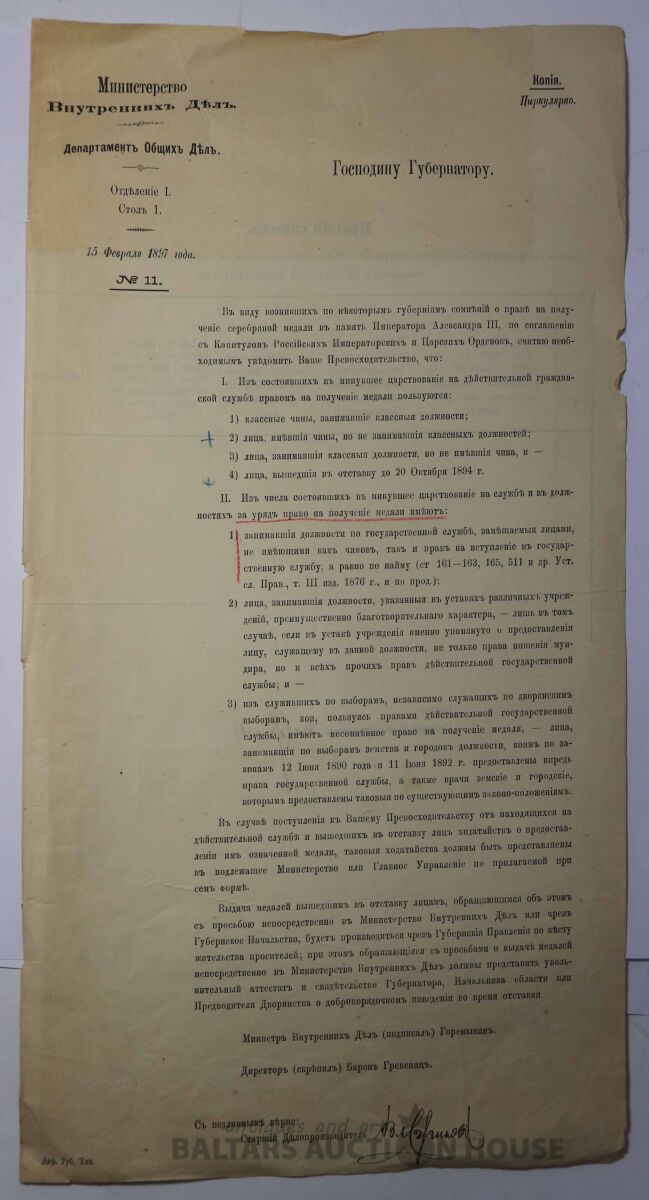 Министерство
Внутреннихъ Дѣлъ.
Департаментъ Общихъ Дѣлъ.
Отдѣленіе I.
Столъ 1.
15 Февраля 1897 года.
№ 11.
Копія.
Циркулярно.
Господину Губернатору.
Въ виду возникшихъ по нѣкоторымъ губерніямъ сомнѣній о правѣ на полу-
ченіе серебряной медали въ память Императора Александра III, по соглашенію
съ Капитуломъ Россійскихъ Императорскихъ и Царскихъ Орденовъ, считаю необ-
ходимымъ увѣдомить Ваше Превосходительство, что:
I. Изъ состоявшихъ въ минувшее царствованіе на дѣйствительной граждан-
ской службѣ правомъ на полученіе медали пользуются:
1) классные чины, занимавшіе классныя должности;
2) лица, имѣвшія чины, но не занимавшія классныхъ должностей;
3) лица, занимавшія классныя должности, но не имѣвшія чина, и —
4) лица, вышедшія въ отставку до 20 Октября 1894 г.
II. Изъ числа состоявшихъ въ минувшее царствованіе на службѣ и въ долж-
ностяхъ за урядъ право на полученіе медали имѣютъ:
1) занимавшія должности по государственной службѣ, замѣщаемыя лицами,
не имѣющими какъ чиновъ, такъ и правъ на вступленіе въ государ-
ственную службу, а равно по найму (ст 161—163, 165, 511 и др. Уст.
сл. Прав., т. III изд. 1876 г., и по прод.);
2) лица, занимавшія должности, указанныя въ уставахъ различныхъ учреж-
деній, преимущественно благотворительнаго характера, — лишь въ томъ
случаѣ, если въ уставѣ учрежденія именно упомянуто о предоставленіи
лицу, служащему въ данной должности, не только права ношенія мун-
дира, но и всѣхъ прочихъ правъ дѣйствительной государственной
службы; и —
3) изъ служившихъ по выборамъ, независимо служащихъ по дворянскимъ
выборамъ, кои, пользуясь правами дѣйствительной государственной
службы, имѣютъ несомнѣнное право на полученіе медали, — лица,
занимавшія по выборамъ земства и городовъ должности, коимъ по за-
конамъ 12 Іюня 1890 года и 11 Іюня 1892 г. предоставлены впредь
права государственной службы, а также врачи земскіе и городскіе,
которымъ предоставлены таковыя по существующимъ законо-положеніямъ.
Въ случаѣ поступленія къ Вашему Превосходительству отъ находящихся на
дѣйствительной службѣ и вышедшихъ въ отставку лицъ ходатайствъ о предостав-
леніи имъ означенной медали, таковыя ходатайства должны быть представляемы
въ подлежащее Министерство или Главное Управленіе по прилагаемой при
семъ формѣ.
Выдача медалей вышедшимъ въ отставку лицамъ, обращающимся объ этомъ
съ просьбою непосредственно въ Министерство Внутреннихъ Дѣлъ или чрезъ
Губернское Начальство, будетъ производиться чрезъ Губернскія Правленія по мѣсту
жительства просителей; при этомъ обращающіяся съ просьбами о выдачѣ медалей
непосредственно въ Министерство Внутреннихъ Дѣлъ должны представить уволь-
нительный аттестатъ и свидѣтельство Губернатора, Начальника области или
Предводителя Дворянства о добропорядочномъ поведеніи во время отставки
Министръ Внутреннихъ Дѣлъ (подписалъ) Горемыкинъ.
Директоръ (скрѣпилъ) Баронъ Гревеницъ.
Съ подлиннымъ вѣрно:
Старшій Дѣлопроизводитель
antiques and art
BALTARS AUCTION HOUSE
Лиф. Губ. Тип.